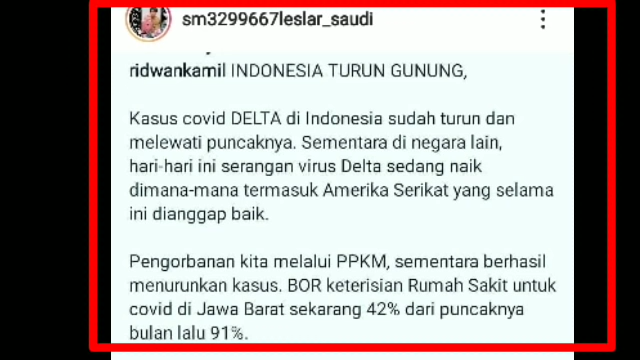 sm3299667leslar_saudi
ridwankamil INDONESIA TURUN GUNUNG,
Kasus covid DELTA di Indonesia sudah turun dan
melewati puncaknya. Sementara di negara lain,
hari-hari ini serangan virus Delta sedang naik
dimana-mana termasuk Amerika Serikat yang selama
ini dianggap baik.
Pengorbanan kita melalui PPKM, sementara berhasil
menurunkan kasus. BOR keterisian Rumah Sakit untuk
covid di Jawa Barat sekarang 42% dari puncaknya
bulan lalu 91%.